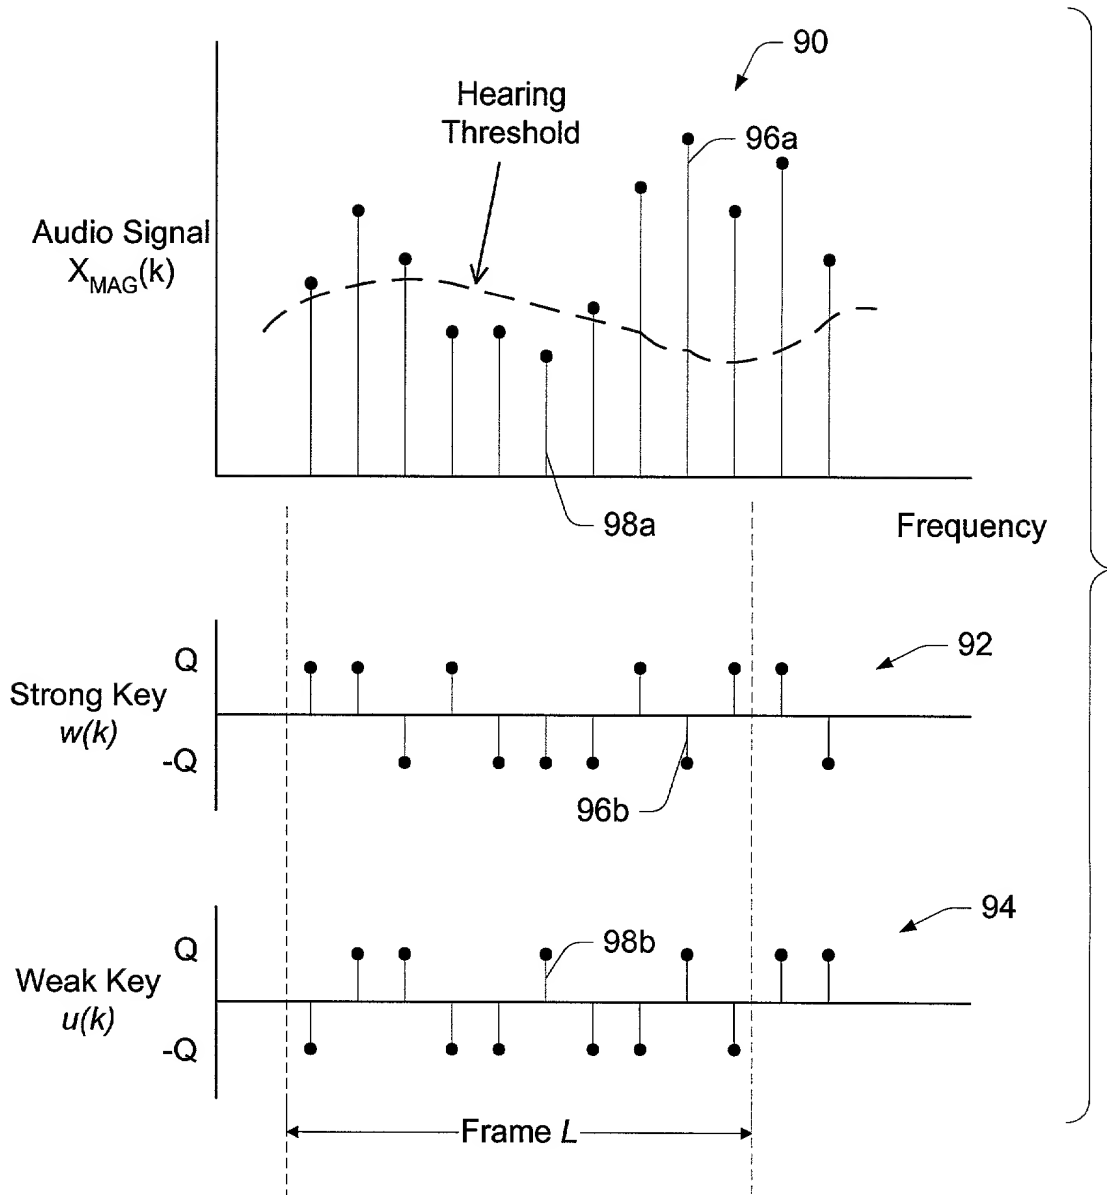 90
Hearing
Threshold
96a
Audio Signal
X_MAG(k)
98a
Frequency
Q
92
Strong Key
w(k)
-Q
96b
94
Q
98b
Weak Key
u(k)
-Q
Frame L